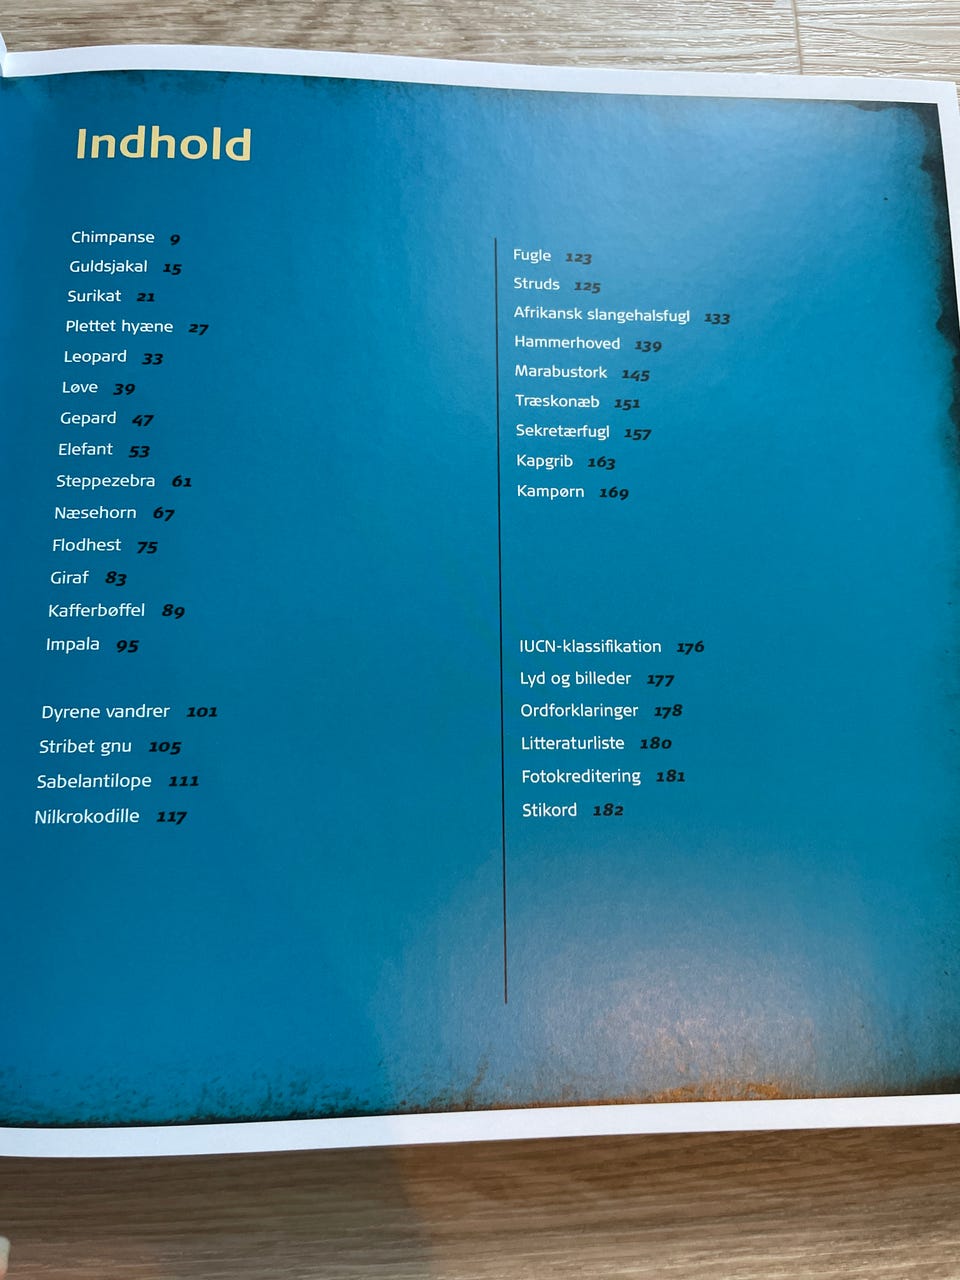 Indhold
Chimpanse 9
Guldsjakal 15
Surikat 21
Plettet hyæne 27
Leopard 33
Løve 39
Gepard 47
Elefant 53
Steppezebra 61
Næsehorn 67
Flodhest 75
Giraf 83
Kafferbøffel 89
Impala 95
Dyrene vandrer 101
Stribet gnu 105
Sabelantilope 111
Nilkrokodille 117
Fugle 123
Struds 125
Afrikansk slangehalsfugl 133
Hammerhoved 139
Marabustork 145
Træskonæb 151
Sekretærfugl 157
Kapgrib 163
Kampørn 169
IUCN-klassifikation 176
Lyd og billeder 177
Ordforklaringer 178
Litteraturliste 180
Fotokreditering 181
Stikord 182